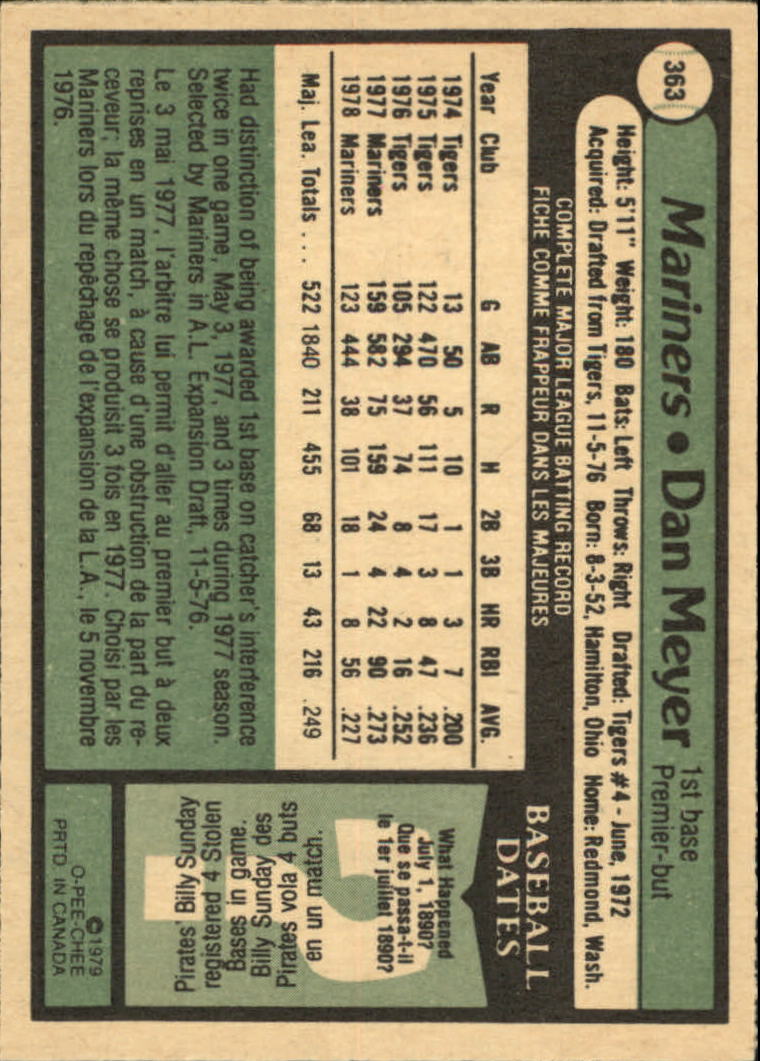 363
Mariners • Dan Meyer
1st base
Premier-but
Height: 5'11" Weight: 180 Bats: Left Throws: Right Drafted: Tigers #4 - June, 1972
Acquired: Drafted from Tigers, 11-5-76 Born: 8-3-52, Hamilton, Ohio Home: Redmond, Wash.
COMPLETE MAJOR LEAGUE BATTING RECORD
FICHE COMME FRAPPEUR DANS LES MAJEURES
Year Club G AB R H 2B 3B HR RBI AVG.
1974 Tigers 13 50 5 10 1 1 3 7 .200
1975 Tigers 122 470 56 111 17 3 8 47 .236
1976 Tigers 105 294 37 74 8 4 2 16 .252
1977 Mariners 159 582 75 159 24 4 22 90 .273
1978 Mariners 123 444 38 101 18 1 8 56 .227
Maj. Lea. Totals . . . 522 1840 211 455 68 13 43 216 .249
Had distinction of being awarded 1st base on catcher's interference
twice in one game, May 3, 1977, and 3 times during 1977 season.
Selected by Mariners in A.L. Expansion Draft, 11-5-76.
Le 3 mai 1977, l'arbitre lui permit d'aller au premier but à deux
reprises en un match, à cause d'une obstruction de la part du re-
ceveur; la même chose se produisit 3 fois en 1977. Choisi par les
Mariners lors du repêchage de l'expansion de la L.A., le 5 novembre
1976.
BASEBALL
DATES
What Happened
July 1, 1890?
Que se passa-t-il
le 1er juillet 1890?
Pirates' Billy Sunday
registered 4 Stolen
Bases in game.
Billy Sunday des
Pirates vola 4 buts
en un match.
©1979
O-PEE-CHEE
PRTD. IN CANADA